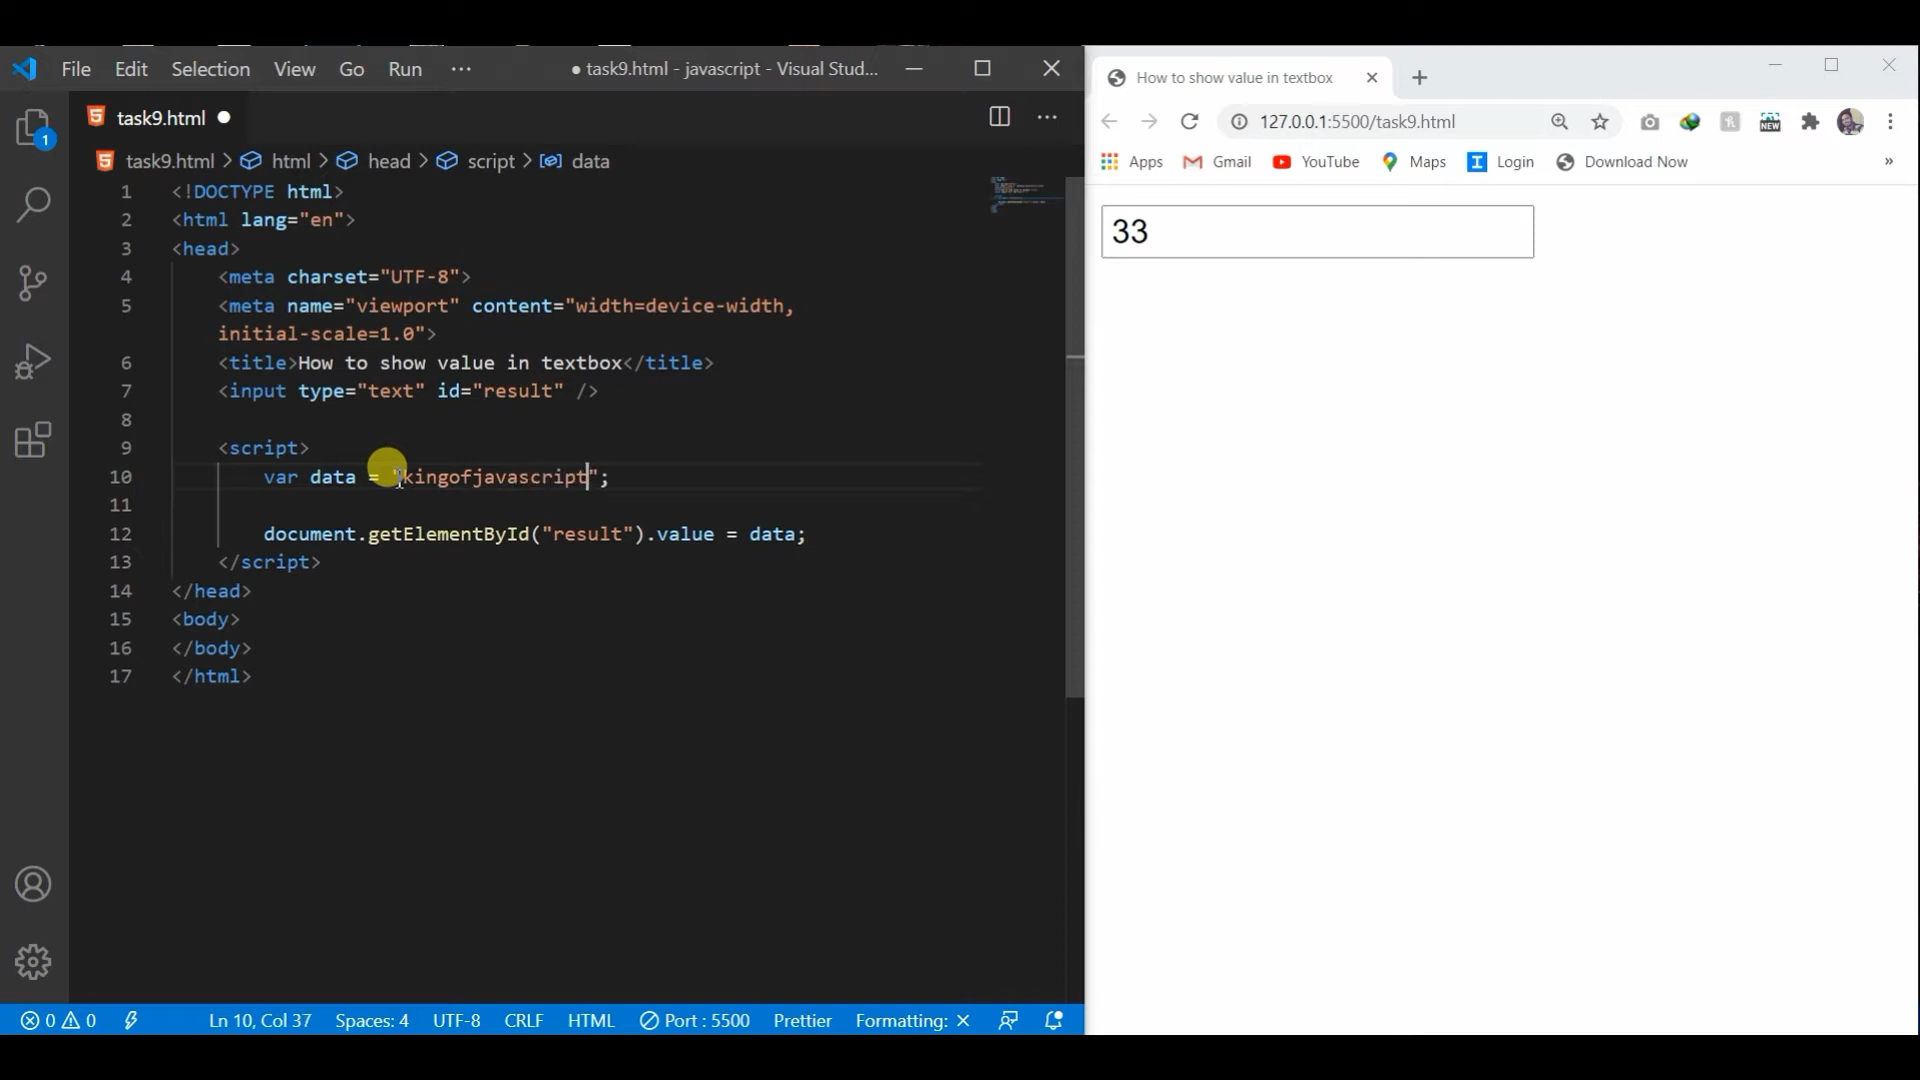 File Edit Selection View Go Run ··· ● task9.html - javascript - Visual Stud...
task9.html ●
task9.html > html > head > script > data
1 <!DOCTYPE html>
2 <html lang="en">
3 <head>
4 <meta charset="UTF-8">
5 <meta name="viewport" content="width=device-width,
initial-scale=1.0">
6 <title>How to show value in textbox</title>
7 <input type="text" id="result" />
8
9 <script>
10 var data = "kingofjavascript";
11
12 document.getElementById("result").value = data;
13 </script>
14 </head>
15 <body>
16 </body>
17 </html>
1
0 0 Ln 10, Col 37 Spaces: 4 UTF-8 CRLF HTML Port : 5500 Prettier Formatting: ×
How to show value in textbox
127.0.0.1:5500/task9.html
NEW
Apps Gmail YouTube Maps Login Download Now »
33